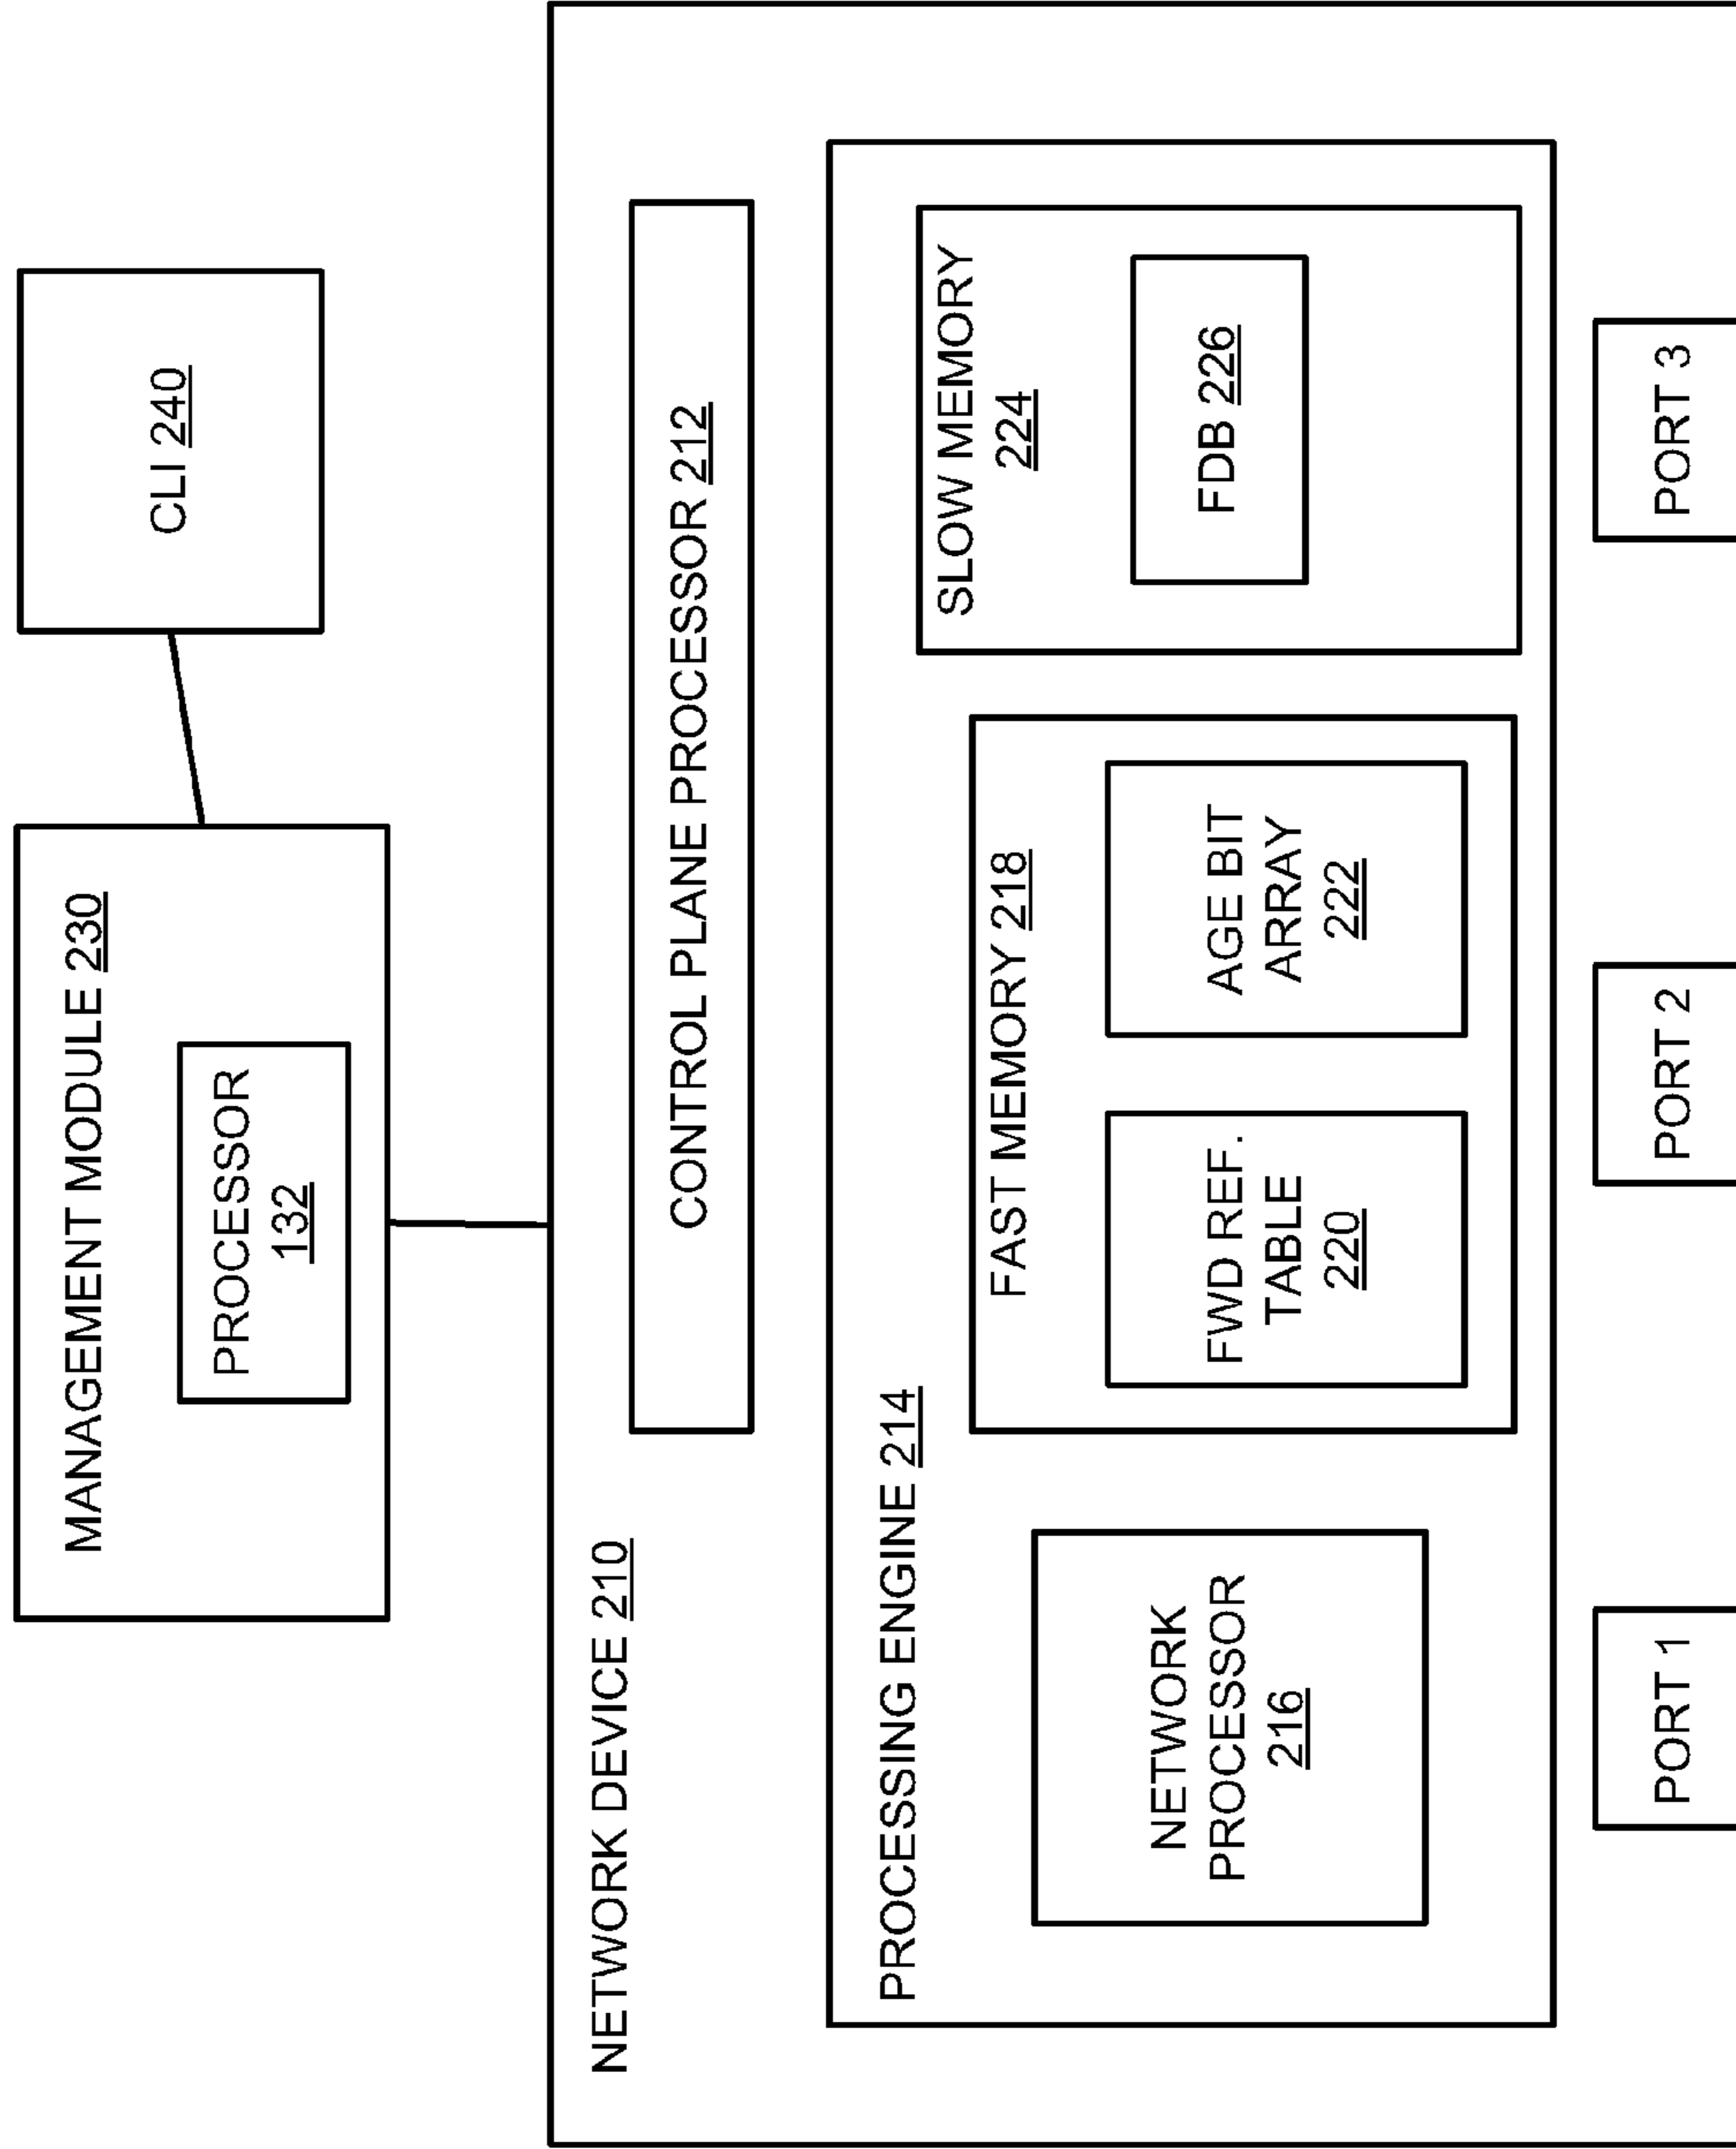 MANAGEMENT MODULE 230
PROCESSOR
132
CLI 240
NETWORK DEVICE 210
CONTROL PLANE PROCESSOR 212
PROCESSING ENGINE 214
NETWORK
PROCESSOR
216
FAST MEMORY 218
FWD REF.
TABLE
220
AGE BIT
ARRAY
222
SLOW MEMORY
224
FDB 226
PORT 1
PORT 2
PORT 3